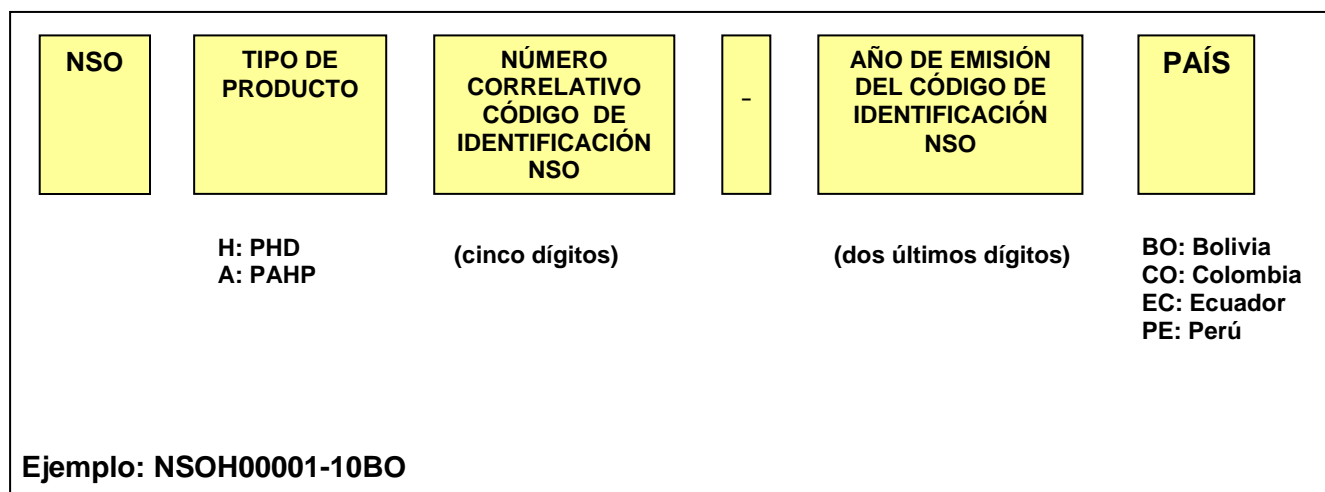 NSO
TIPO DE
PRODUCTO
NÚMERO
CORRELATIVO
CÓDIGO DE
IDENTIFICACIÓN
NSO
-
AÑO DE EMISIÓN
DEL CÓDIGO DE
IDENTIFICACIÓN
NSO
PAÍS
H: PHD
A: PAHP
(cinco dígitos)
(dos últimos dígitos)
BO: Bolivia
CO: Colombia
EC: Ecuador
PE: Perú
Ejemplo: NSOH00001-10BO